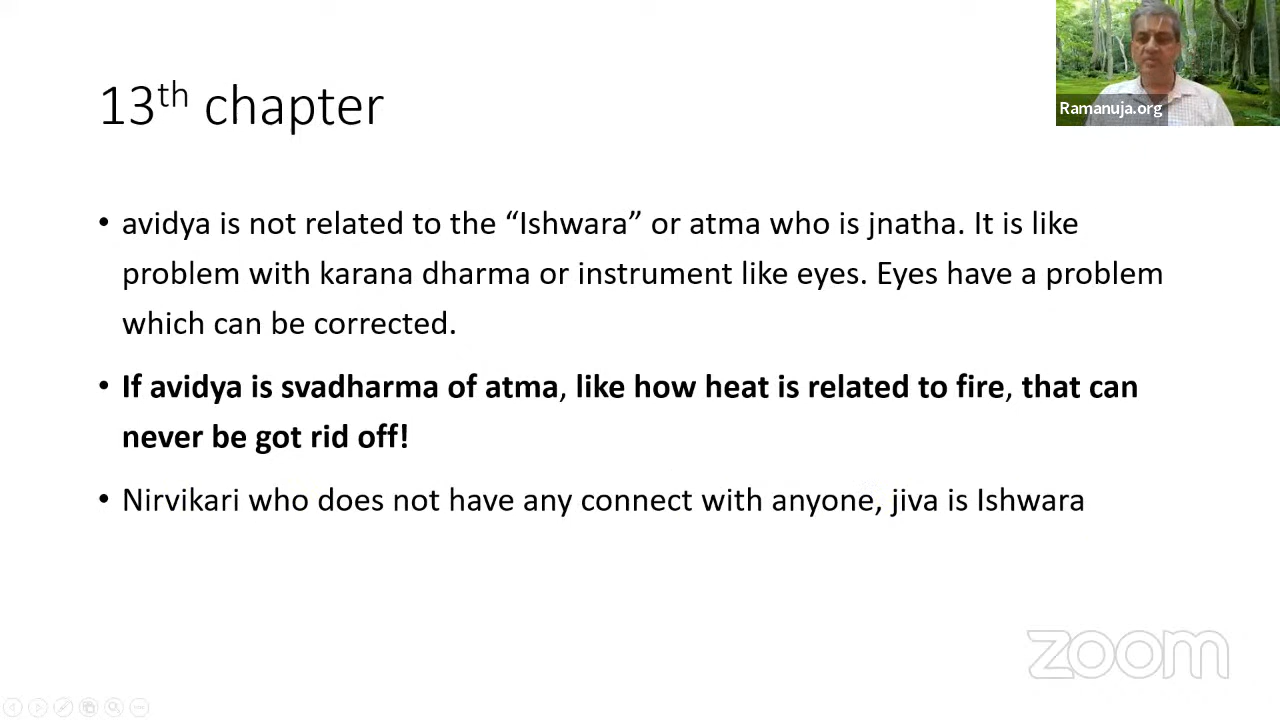 13th chapter
Ramanuja.org
• avidya is not related to the “Ishwara” or atma who is jnatha. It is like
problem with karana dharma or instrument like eyes. Eyes have a problem
which can be corrected.
• If avidya is svadharma of atma, like how heat is related to fire, that can
never be got rid off!
• Nirvikari who does not have any connect with anyone, jiva is Ishwara
zoom